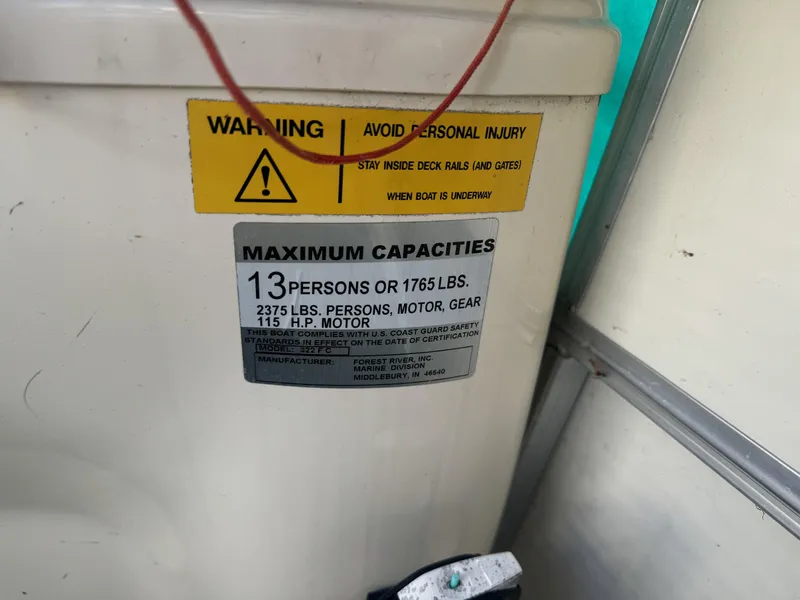 WARNING
AVOID PERSONAL INJURY
STAY INSIDE DECK RAILS (AND GATES)
WHEN BOAT IS UNDERWAY
MAXIMUM CAPACITIES
13 PERSONS OR 1765 LBS.
2375 LBS. PERSONS, MOTOR, GEAR
115 H.P. MOTOR
THIS BOAT COMPLIES WITH U.S. COAST GUARD SAFETY
STANDARDS IN EFFECT ON THE DATE OF CERTIFICATION
MODEL: 322 F C
MANUFACTURER: FOREST RIVER, INC.
MARINE DIVISION
MIDDLEBURY, IN 46540